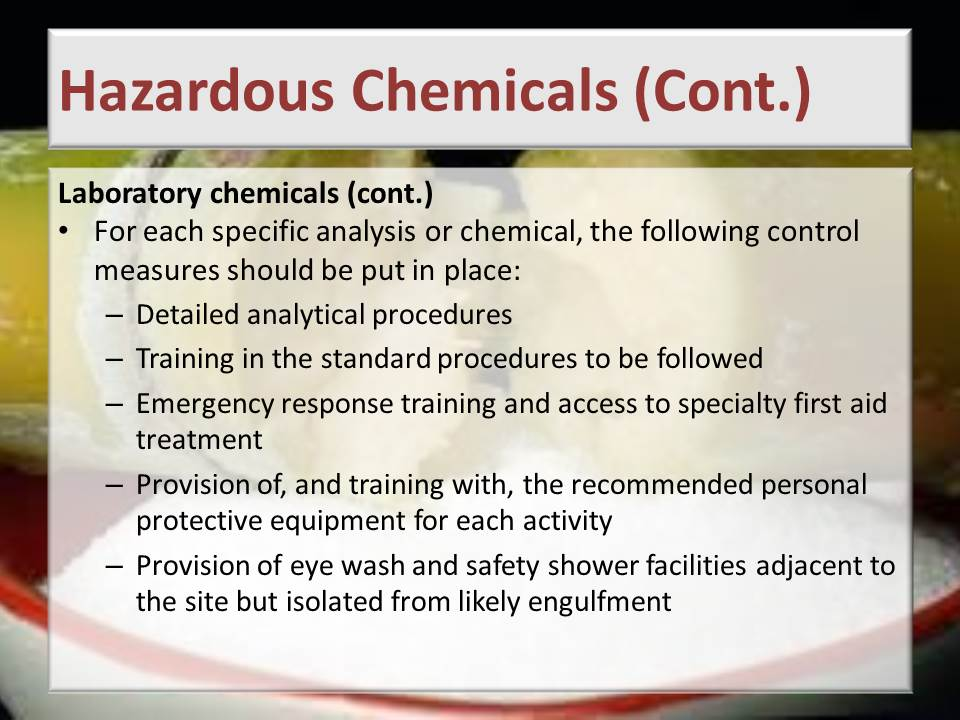 Hazardous Chemicals (Cont.)
Laboratory chemicals (cont.)
• For each specific analysis or chemical, the following control
measures should be put in place:
– Detailed analytical procedures
– Training in the standard procedures to be followed
– Emergency response training and access to specialty first aid
treatment
– Provision of, and training with, the recommended personal
protective equipment for each activity
– Provision of eye wash and safety shower facilities adjacent to
the site but isolated from likely engulfment